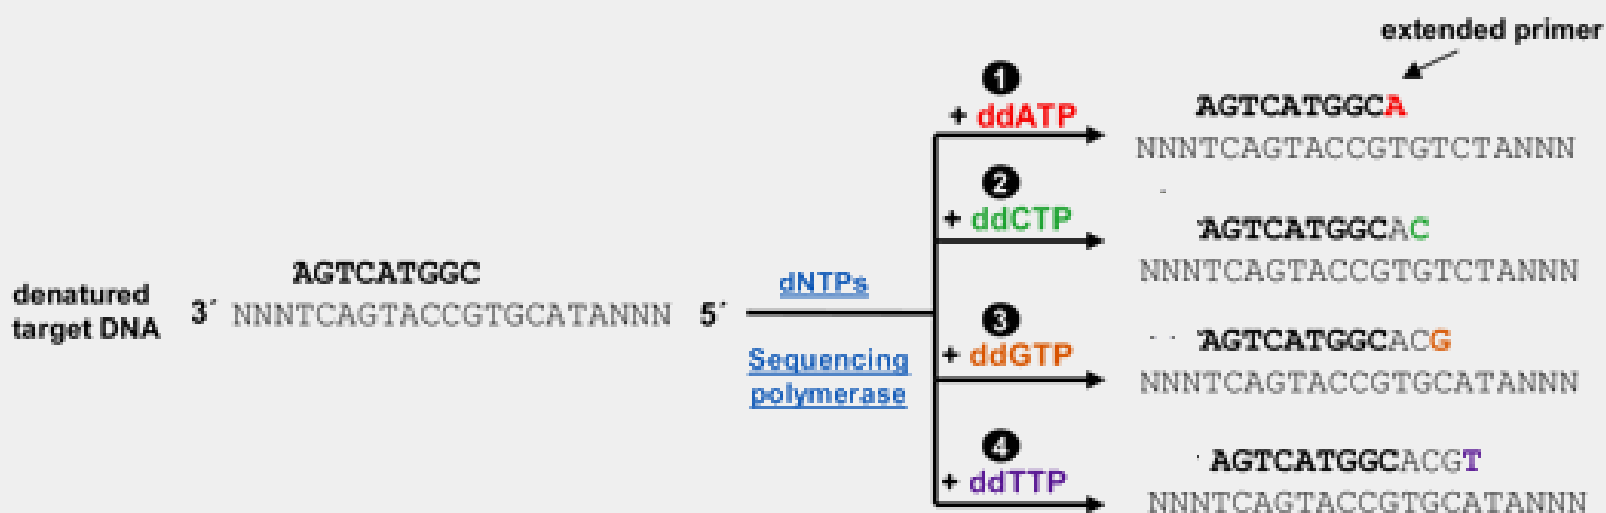 extended primer
1
+ ddATP
AGTCATGGCA
NNNTCAGTACCGTGTCTANNN
2
+ ddCTP
AGTCATGGCAC
NNNTCAGTACCGTGTCTANNN
AGTCATGGC
denatured
target DNA
3´ NNNTCAGTACCGTGCATANNN 5´
dNTPs
Sequencing
polymerase
3
+ ddGTP
AGTCATGGCACG
NNNTCAGTACCGTGCATANNN
4
+ ddTTP
AGTCATGGCACGT
NNNTCAGTACCGTGCATANNN